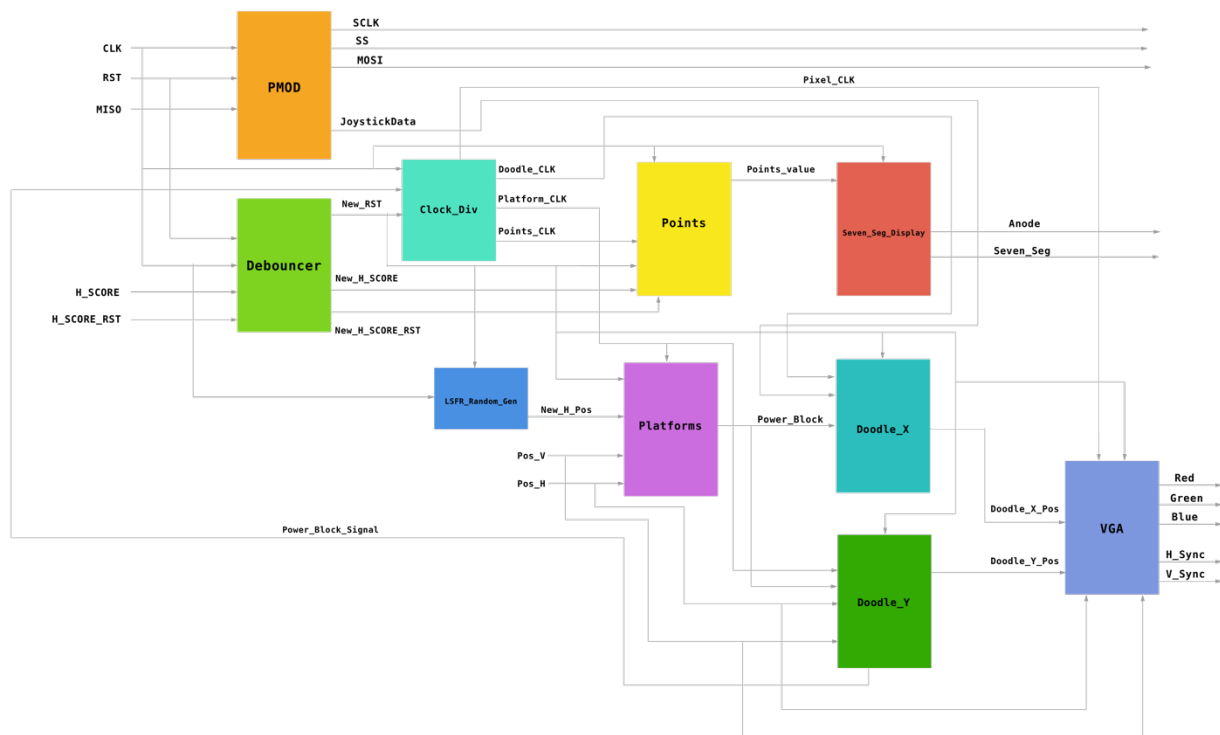 SCLK
SS
MOSI
CLK
RST
MISO
PMOD
Pixel_CLK
JoystickData
Doodle_CLK
Points_value
Platform_CLK
New_RST
Clock_Div
Points
Seven_Seg_Display
Anode
Points_CLK
Seven_Seg
Debouncer
New_H_SCORE
H_SCORE
H_SCORE_RST
New_H_SCORE_RST
LSFR_Random_Gen
New_H_Pos
Platforms
Power_Block
Doodle_X
Pos_V
Pos_H
Red
Green
Blue
Doodle_X_Pos
VGA
Power_Block_Signal
H_Sync
Doodle_Y_Pos
V_Sync
Doodle_Y